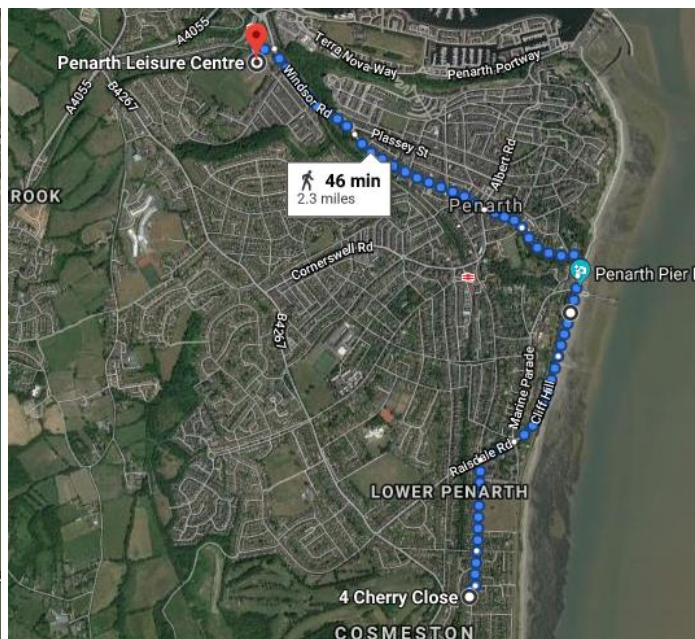 A4055
Terra Nova Way
Penarth Portway
Penarth Leisure Centre
A4055
B4267
Windsor Rd
Plassey St
Albert Rd
46 min
2.3 miles
ROOK
Penarth
Cornerswell Rd
Penarth Pier
B4267
Marine Parade
Cliff Hill
Raisdale Rd
LOWER PENARTH
4 Cherry Close
COSMESTON